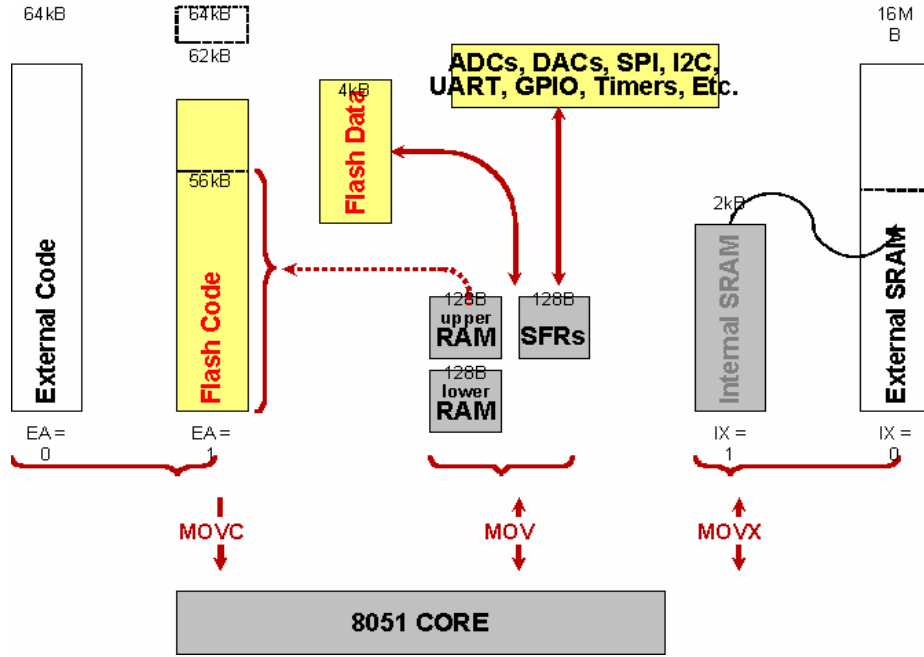 64kB
64kB
16M
B
62kB
ADCs, DACs, SPI, I2C,
UART, GPIO, Timers, Etc.
4kB
Flash Data
56kB
2kB
External Code
Flash Code
128B
upper
RAM
128B
SFRs
128B
lower
RAM
Internal SRAM
External SRAM
EA =
0
EA =
1
IX =
1
IX =
0
MOVC
MOV
MOVX
8051 CORE